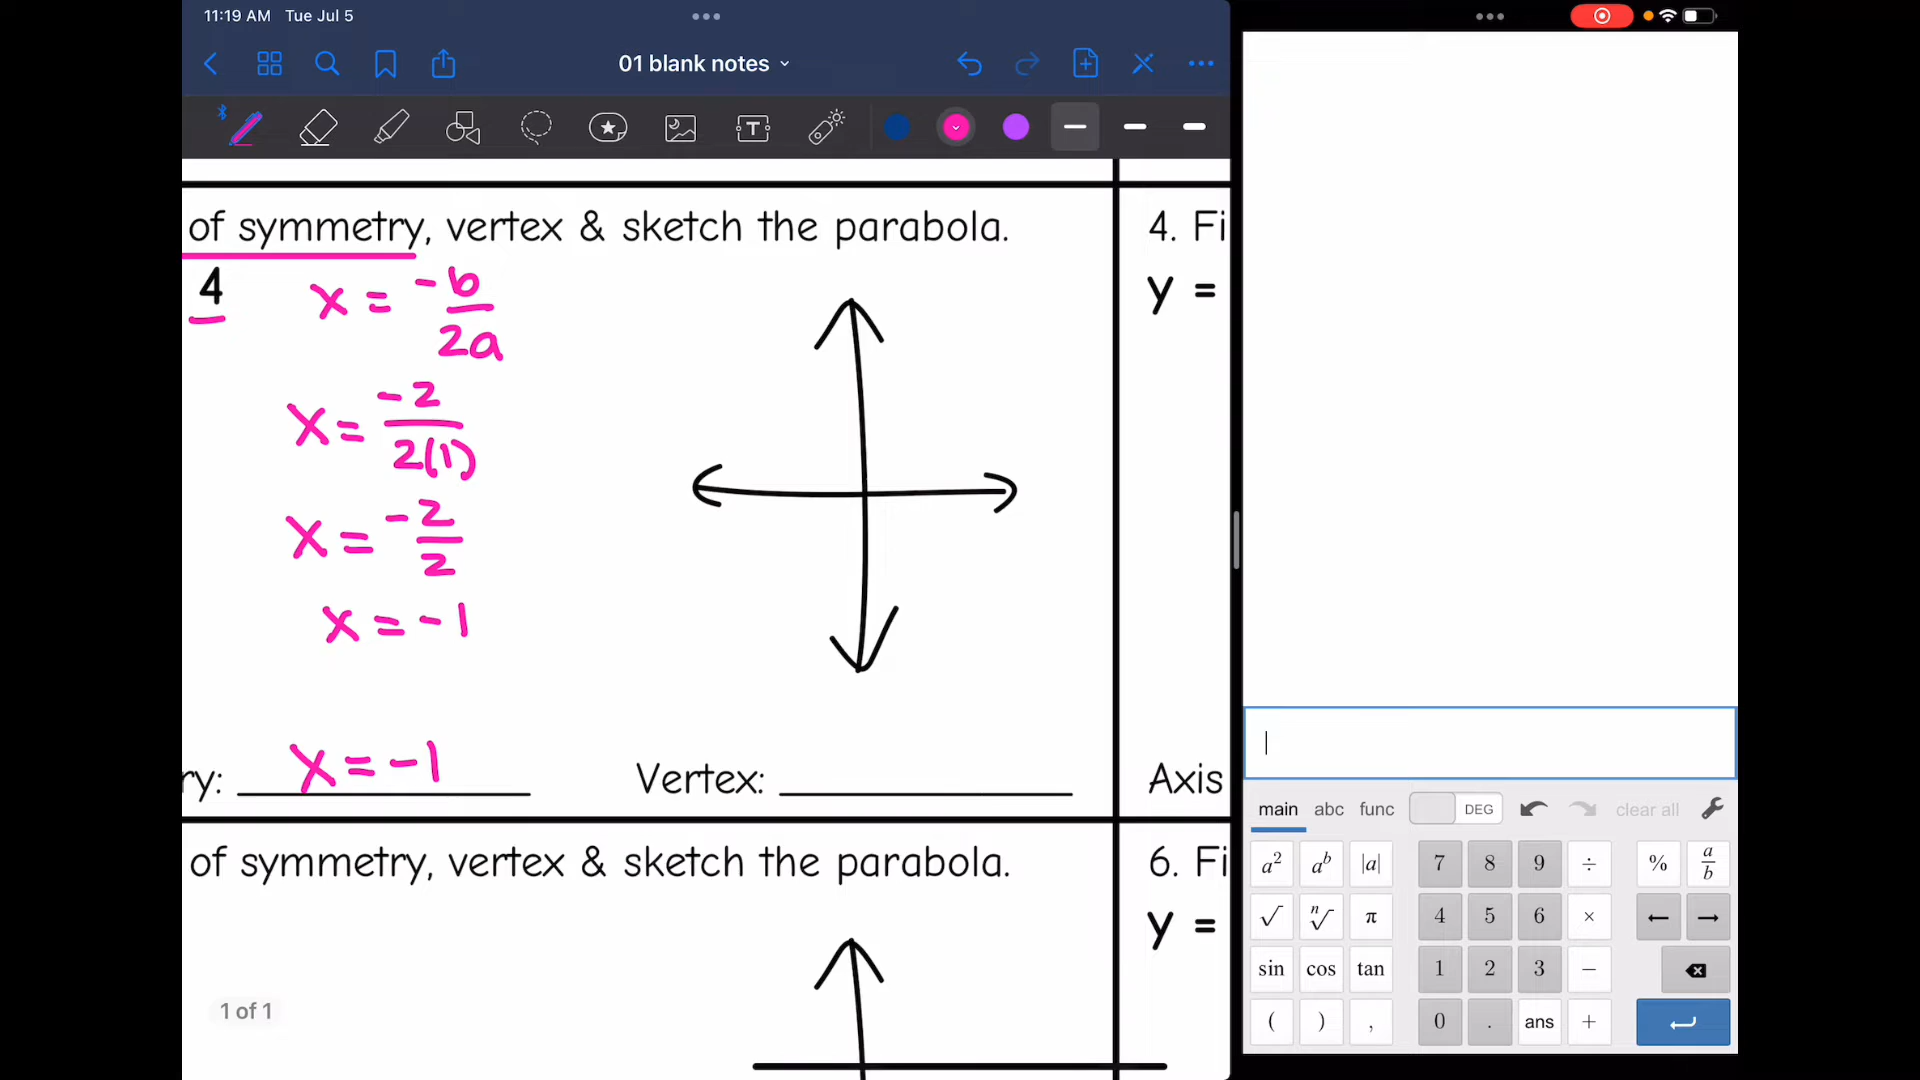 11:19 AM Tue Jul 5
01 blank notes
of symmetry, vertex & sketch the parabola.
4
x = -b/2a
x = -2/2(1)
x = -2/2
x = -1
ry: x = -1 Vertex:
4. Fi
y =
Axis
of symmetry, vertex & sketch the parabola.
6. Fi
y =
1 of 1
main abc func DEG clear all
a² aᵇ |a| 7 8 9 ÷ % a/b
√ ⁿ√ π 4 5 6 × ← →
sin cos tan 1 2 3 −
( ) , 0 . ans +